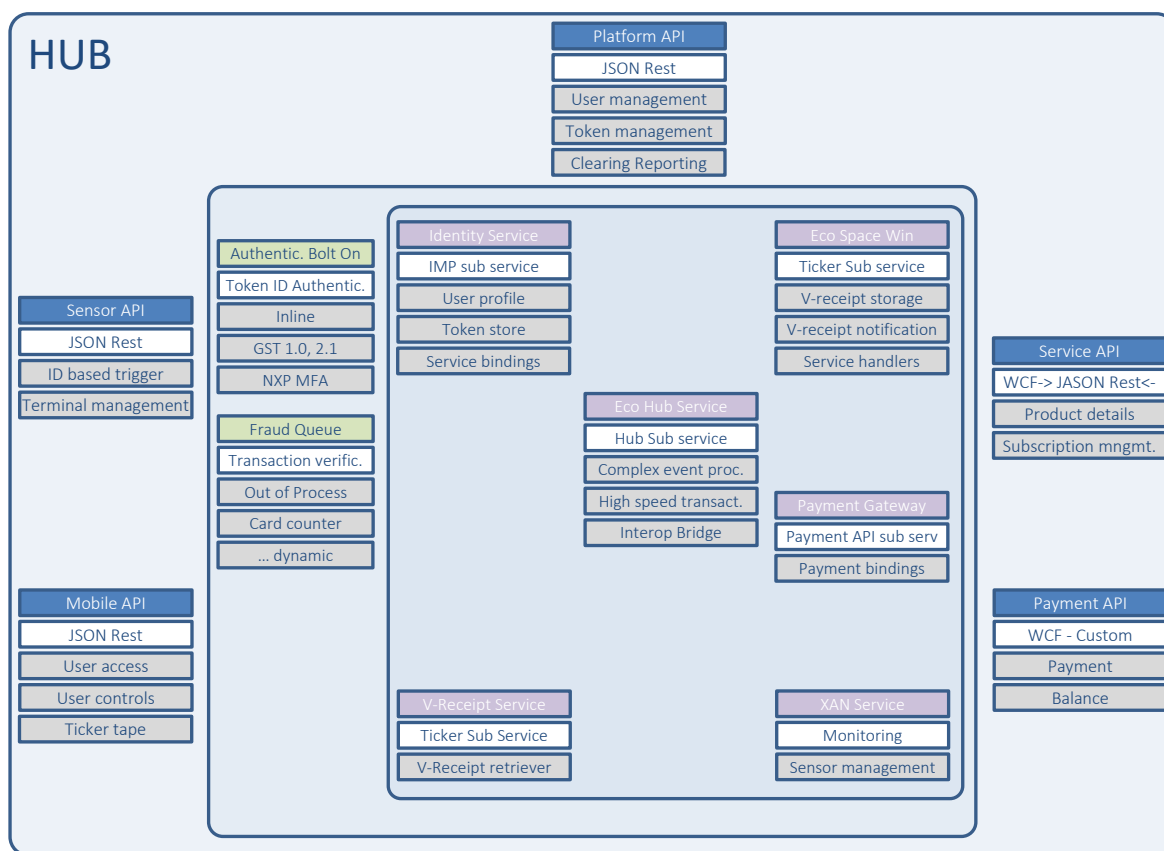 HUB
Platform API
JSON Rest
User management
Token management
Clearing Reporting
Sensor API
JSON Rest
ID based trigger
Terminal management
Mobile API
JSON Rest
User access
User controls
Ticker tape
Authentic. Bolt On
Token ID Authentic.
Inline
GST 1.0, 2.1
NXP MFA
Fraud Queue
Transaction verific.
Out of Process
Card counter
... dynamic
Identity Service
IMP sub service
User profile
Token store
Service bindings
Eco Hub Service
Hub Sub service
Complex event proc.
High speed transact.
Interop Bridge
V-Receipt Service
Ticker Sub Service
V-Receipt retriever
Eco Space Win
Ticker Sub service
V-receipt storage
V-receipt notification
Service handlers
Payment Gateway
Payment API sub serv
Payment bindings
XAN Service
Monitoring
Sensor management
Service API
WCF-> JASON Rest<-
Product details
Subscription mngmt.
Payment API
WCF - Custom
Payment
Balance